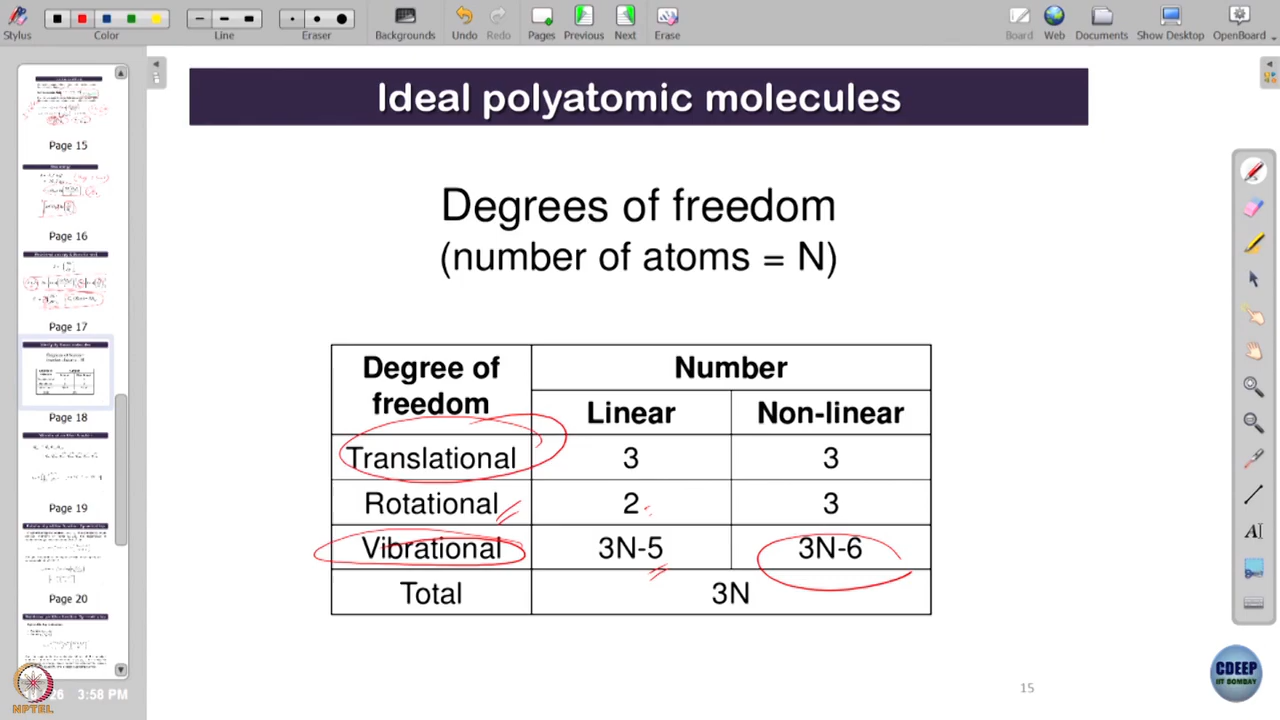 Stylus
Color
Line
Eraser
Backgrounds
Undo
Redo
Pages
Previous
Next
Erase
Board
Web
Documents
Show Desktop
OpenBoard
Page 15
Page 16
Page 17
Page 18
Page 19
Page 20
Ideal polyatomic molecules
Degrees of freedom
(number of atoms = N)
Degree of freedom
Number
Linear
Non-linear
Translational 3 3
Rotational 2 3
Vibrational 3N-5 3N-6
Total 3N
15
3:58 PM
NPTEL
CDEEP
IIT BOMBAY